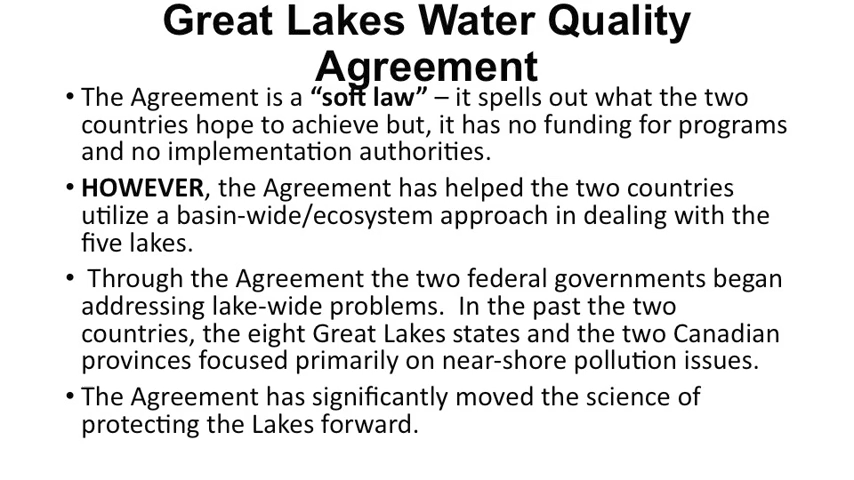 Great Lakes Water Quality
Agreement
• The Agreement is a “soft law” – it spells out what the two
countries hope to achieve but, it has no funding for programs
and no implementation authorities.
• HOWEVER, the Agreement has helped the two countries
utilize a basin-wide/ecosystem approach in dealing with the
five lakes.
• Through the Agreement the two federal governments began
addressing lake-wide problems.  In the past the two
countries, the eight Great Lakes states and the two Canadian
provinces focused primarily on near-shore pollution issues.
• The Agreement has significantly moved the science of
protecting the Lakes forward.